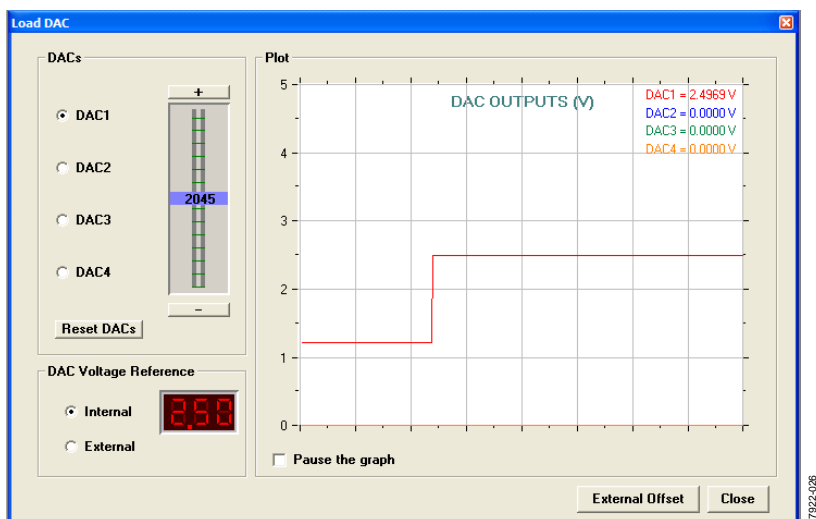 Load DAC
DACs
+
DAC1
DAC2
2045
DAC3
DAC4
–
Reset DACs
DAC Voltage Reference
Internal
2.50
External
Plot
DAC OUTPUTS (V)
DAC1 = 2.4969 V
DAC2 = 0.0000 V
DAC3 = 0.0000 V
DAC4 = 0.0000 V
5
4
3
2
1
0
Pause the graph
External Offset
Close
7922-026